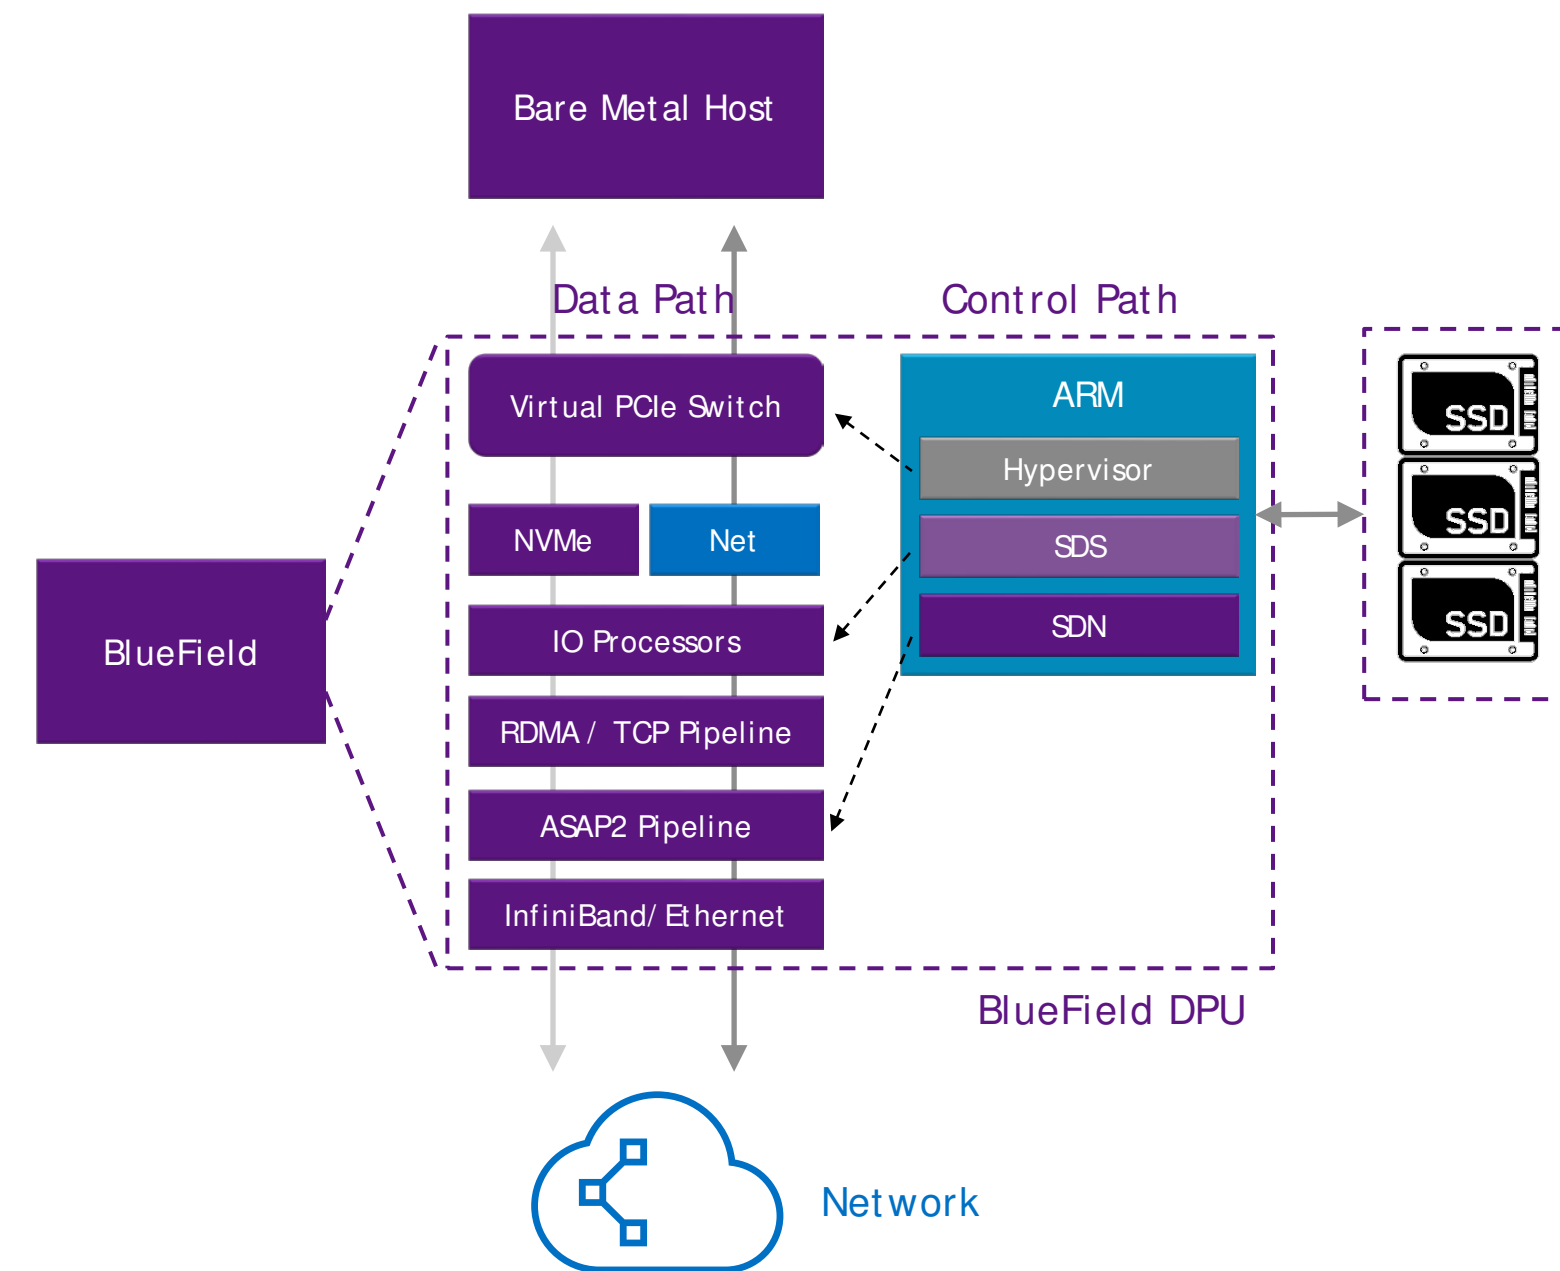 Bare Metal Host
Data Path
Control Path
Virtual PCIe Switch
ARM
Hypervisor
NVMe
Net
SDS
IO Processors
SDN
BlueField
RDMA / TCP Pipeline
ASAP2 Pipeline
InfiniBand/Ethernet
BlueField DPU
SSD
SSD
SSD
Network